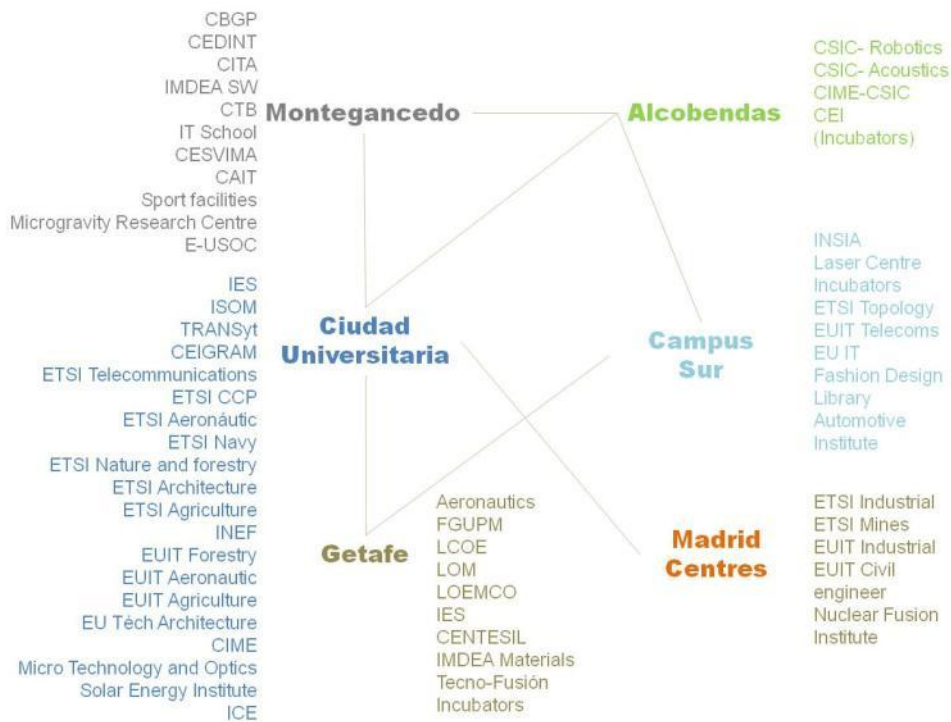 CBGP
CEDINT
CITA
IMDEA SW
CTB
IT School
CESVIMA
CAIT
Sport facilities
Microgravity Research Centre
E-USOC
Montegancedo
Alcobendas
CSIC- Robotics
CSIC- Acoustics
CIME-CSIC
CEI
(Incubators)
IES
ISOM
TRANSyt
CEIGRAM
ETSI Telecommunications
ETSI CCP
ETSI Aeronáutic
ETSI Navy
ETSI Nature and forestry
ETSI Architecture
ETSI Agriculture
INEF
EUIT Forestry
EUIT Aeronautic
EUIT Agriculture
EU Téch Architecture
CIME
Micro Technology and Optics
Solar Energy Institute
ICE
Ciudad
Universitaria
Campus
Sur
INSIA
Laser Centre
Incubators
ETSI Topology
EUIT Telecoms
EU IT
Fashion Design
Library
Automotive
Institute
Getafe
Aeronautics
FGUPM
LCOE
LOM
LOEMCO
IES
CENTESIL
IMDEA Materials
Tecno-Fusión
Incubators
Madrid
Centres
ETSI Industrial
ETSI Mines
EUIT Industrial
EUIT Civil
engineer
Nuclear Fusion
Institute